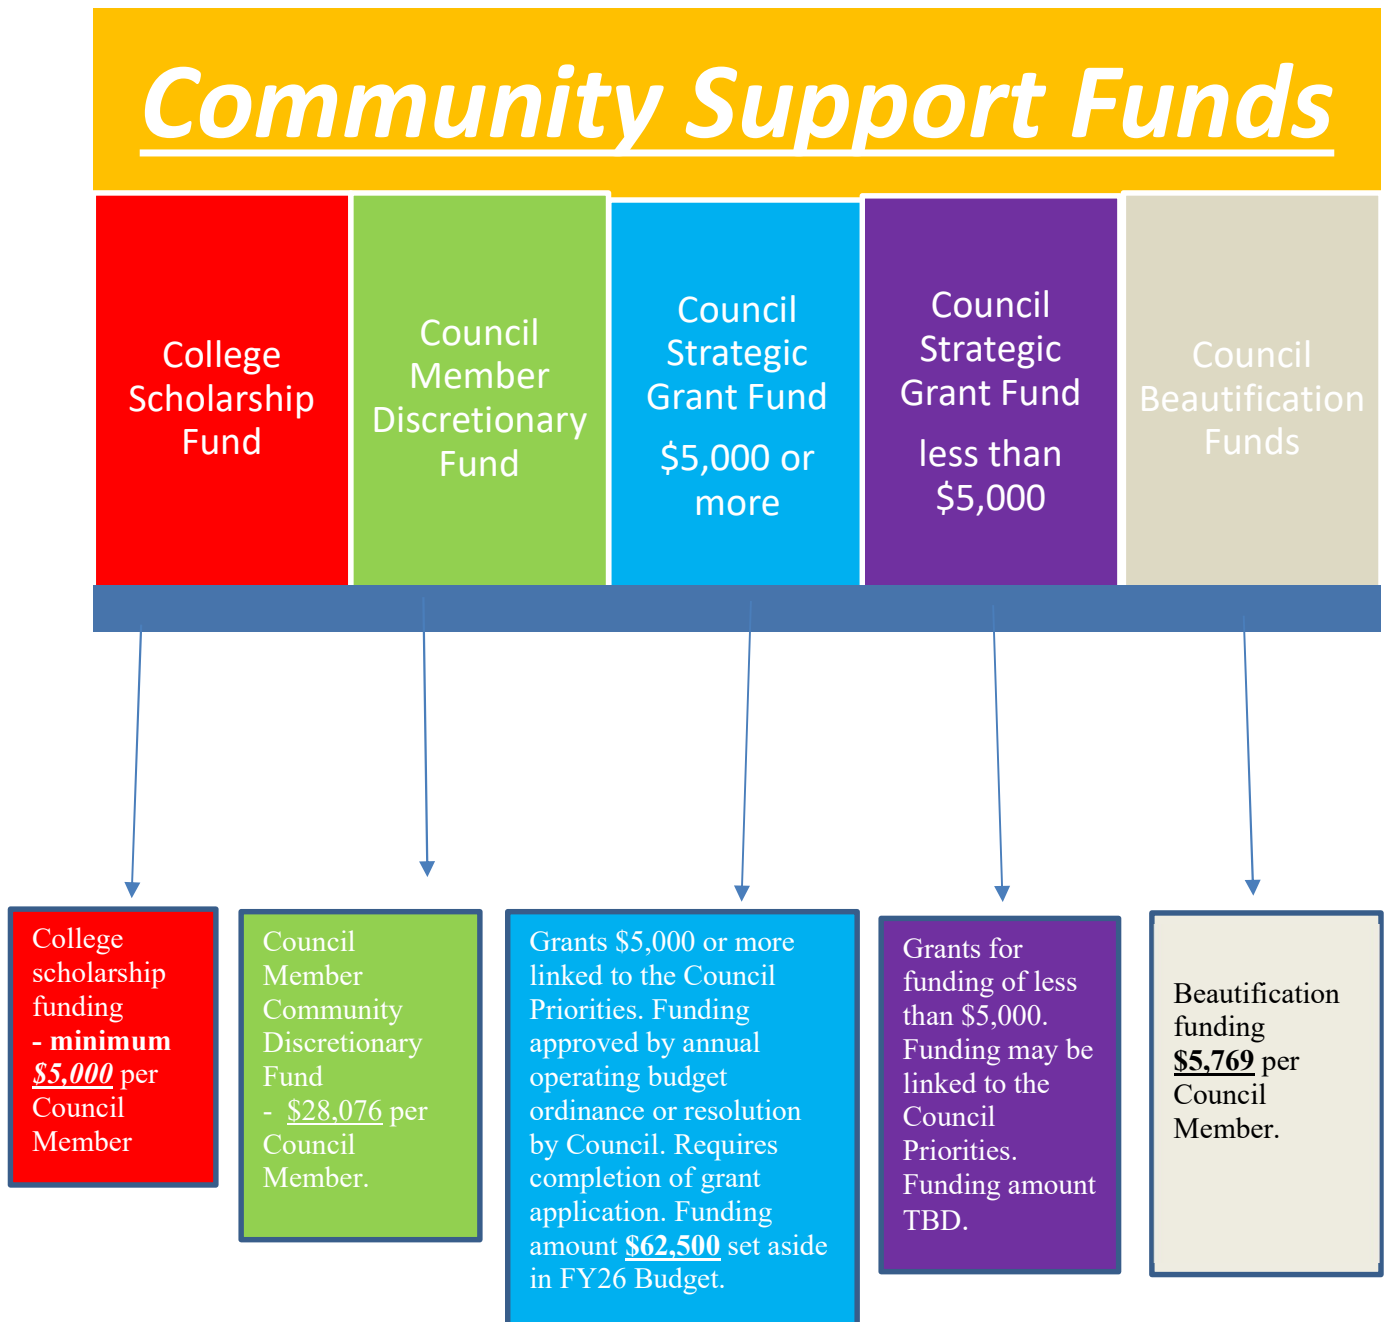 Community Support Funds
College
Scholarship
Fund
Council
Member
Discretionary
Fund
Council
Strategic
Grant Fund
$5,000 or
more
Council
Strategic
Grant Fund
less than
$5,000
Council
Beautification
Funds
College
scholarship
funding
- minimum
$5,000 per
Council
Member
Council
Member
Community
Discretionary
Fund
- $28,076 per
Council
Member.
Grants $5,000 or more
linked to the Council
Priorities. Funding
approved by annual
operating budget
ordinance or resolution
by Council. Requires
completion of grant
application. Funding
amount $62,500 set aside
in FY26 Budget.
Grants for
funding of less
than $5,000.
Funding may be
linked to the
Council
Priorities.
Funding amount
TBD.
Beautification
funding
$5,769 per
Council
Member.